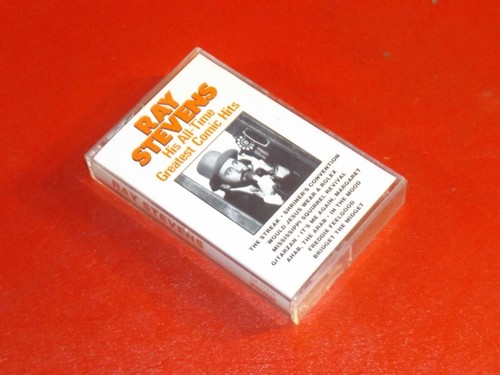 RAY
STEVENS
His All-Time
Greatest Comic Hits
THE STREAK • SHRINER'S CONVENTION
WOULD JESUS WEAR A ROLEX
MISSISSIPPI SQUIRREL REVIVAL
GITARZAN • IT'S ME AGAIN, MARGARET
AHAB, THE ARAB • IN THE MOOD
FREDDIE FEELGOOD
BRIDGET THE MIDGET
RAY STEVENS